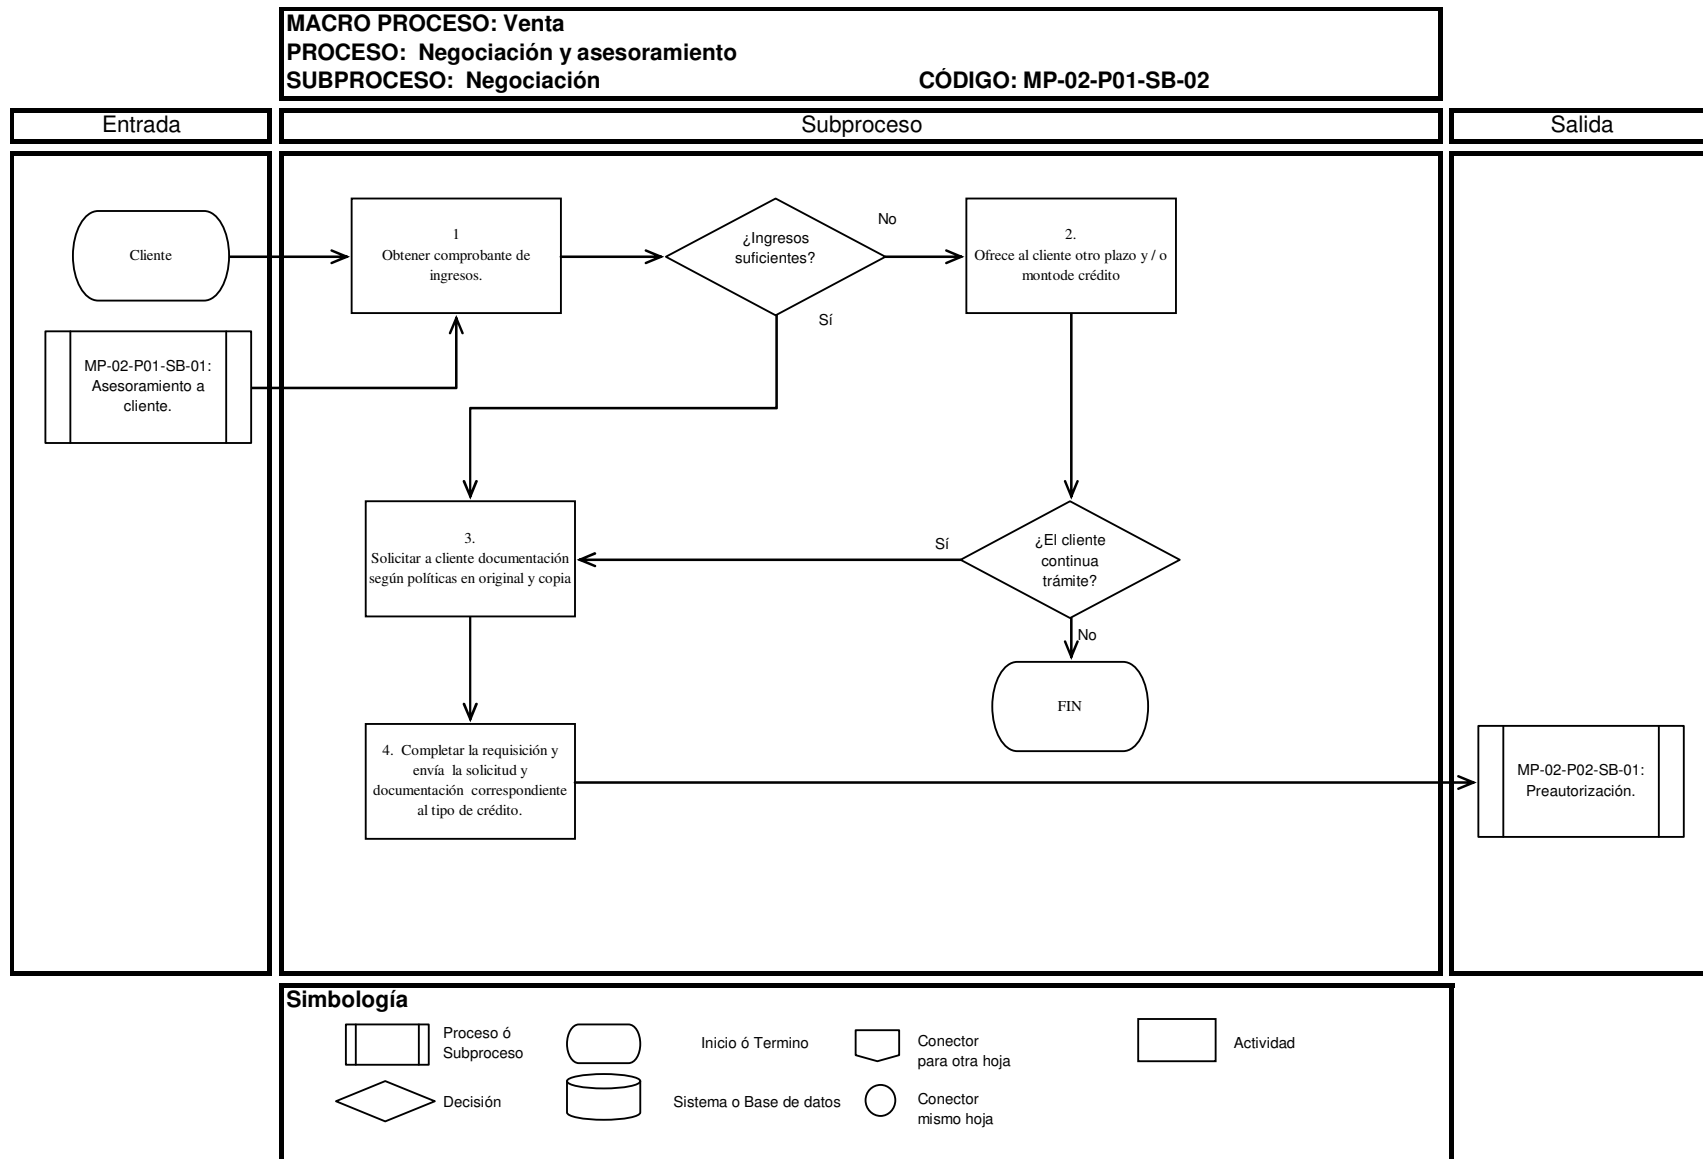 MACRO PROCESO: Venta
PROCESO: Negociación y asesoramiento
SUBPROCESO: Negociación CÓDIGO: MP-02-P01-SB-02
Entrada
Subproceso
Salida
Cliente
1
Obtener comprobante de
ingresos.
¿Ingresos
suficientes?
No
2.
Ofrece al cliente otro plazo y / o
montode crédito
Sí
MP-02-P01-SB-01:
Asesoramiento a
cliente.
3.
Solicitar a cliente documentación
según políticas en original y copia
Sí
¿El cliente
continua
trámite?
No
FIN
4. Completar la requisición y
envía la solicitud y
documentación correspondiente
al tipo de crédito.
MP-02-P02-SB-01:
Preautorización.
Simbología
Proceso ó
Subproceso
Inicio ó Termino
Conector
para otra hoja
Actividad
Decisión
Sistema o Base de datos
Conector
mismo hoja